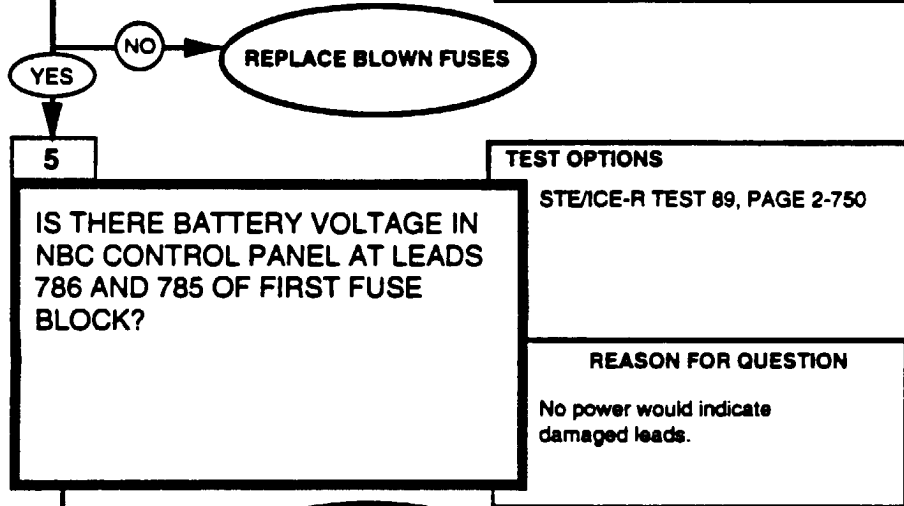 NO
REPLACE BLOWN FUSES
YES
5
IS THERE BATTERY VOLTAGE IN
NBC CONTROL PANEL AT LEADS
786 AND 785 OF FIRST FUSE
BLOCK?
TEST OPTIONS
STE/ICE-R TEST 89, PAGE 2-750
REASON FOR QUESTION
No power would indicate
damaged leads.